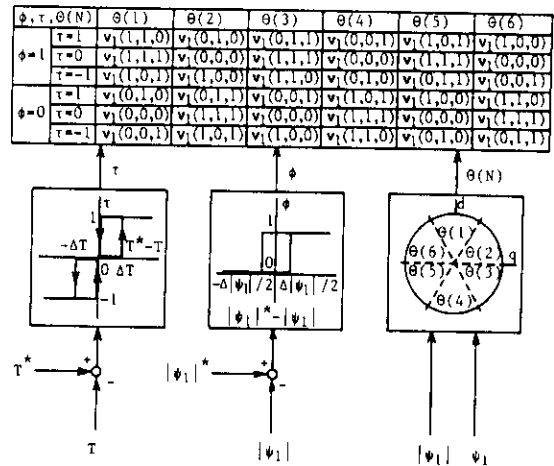 φ,τ,θ(N) θ(1) θ(2) θ(3) θ(4) θ(5) θ(6)
φ=1 τ=1 v₁(1,1,0) v₁(0,1,0) v₁(0,1,1) v₁(0,0,1) v₁(1,0,1) v₁(1,0,0)
τ=0 v₁(1,1,1) v₁(0,0,0) v₁(1,1,1) v₁(0,0,0) v₁(1,1,1) v₁(0,0,0)
τ=-1 v₁(1,0,1) v₁(1,0,0) v₁(1,1,0) v₁(0,1,0) v₁(0,1,1) v₁(0,0,1)
φ=0 τ=1 v₁(0,1,0) v₁(0,1,1) v₁(0,0,1) v₁(1,0,1) v₁(1,0,0) v₁(1,1,0)
τ=0 v₁(0,0,0) v₁(1,1,1) v₁(0,0,0) v₁(1,1,1) v₁(0,0,0) v₁(1,1,1)
τ=-1 v₁(0,0,1) v₁(1,0,1) v₁(1,0,0) v₁(1,1,0) v₁(0,1,0) v₁(0,1,1)
τ φ θ(N)
τ
1
-ΔT T*-T
0 ΔT
-1
φ
1
0
-Δ|ψ₁|/2 Δ|ψ₁|/2
|ψ₁|*-|ψ₁|
d
θ(1)
θ(6) θ(2) q
θ(5) θ(3)
θ(4)
T* + -
|ψ₁|* + -
T |ψ₁| |ψ₁| ψ₁